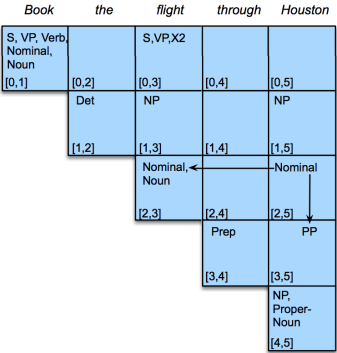 Book the flight through Houston
S, VP, Verb, S,VP,X2
Nominal,
Noun
[0,1] [0,2] [0,3] [0,4] [0,5]
Det NP NP
[1,2] [1,3] [1,4] [1,5]
Nominal, Nominal
Noun
[2,3] [2,4] [2,5]
Prep PP
[3,4] [3,5]
NP,
Proper-
Noun
[4,5]